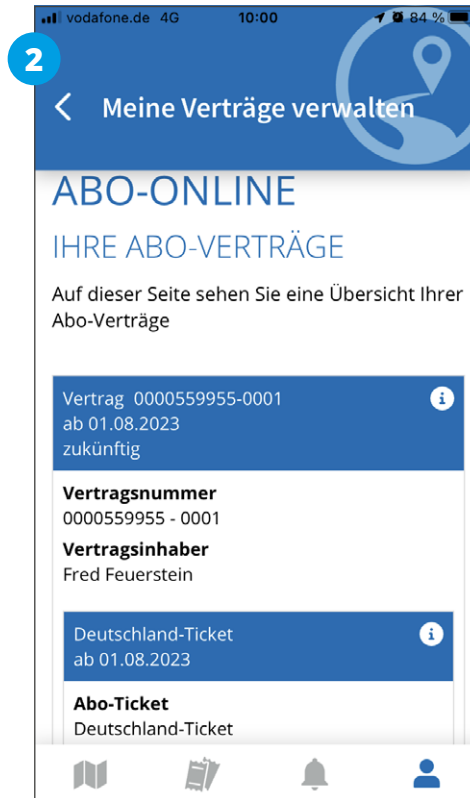 vodafone.de 4G 10:00 84 %
2
Meine Verträge verwalten
ABO-ONLINE
IHRE ABO-VERTRÄGE
Auf dieser Seite sehen Sie eine Übersicht Ihrer
Abo-Verträge
Vertrag 0000559955-0001
ab 01.08.2023
zukünftig
Vertragsnummer
0000559955 - 0001
Vertragsinhaber
Fred Feuerstein
Deutschland-Ticket
ab 01.08.2023
Abo-Ticket
Deutschland-Ticket